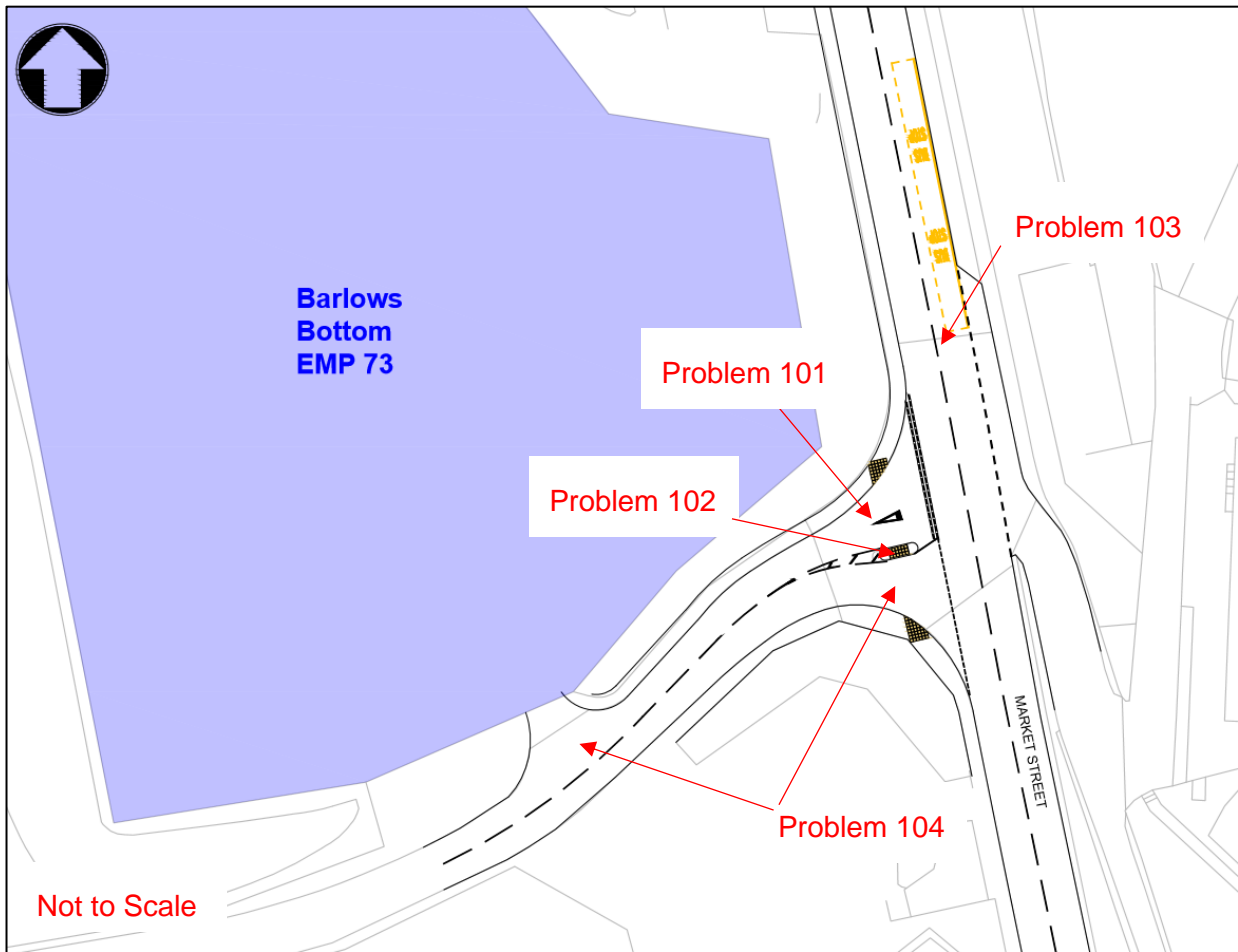 Problem 103
Barlows
Bottom
EMP 73
Problem 101
Problem 102
MARKET STREET
Problem 104
Not to Scale